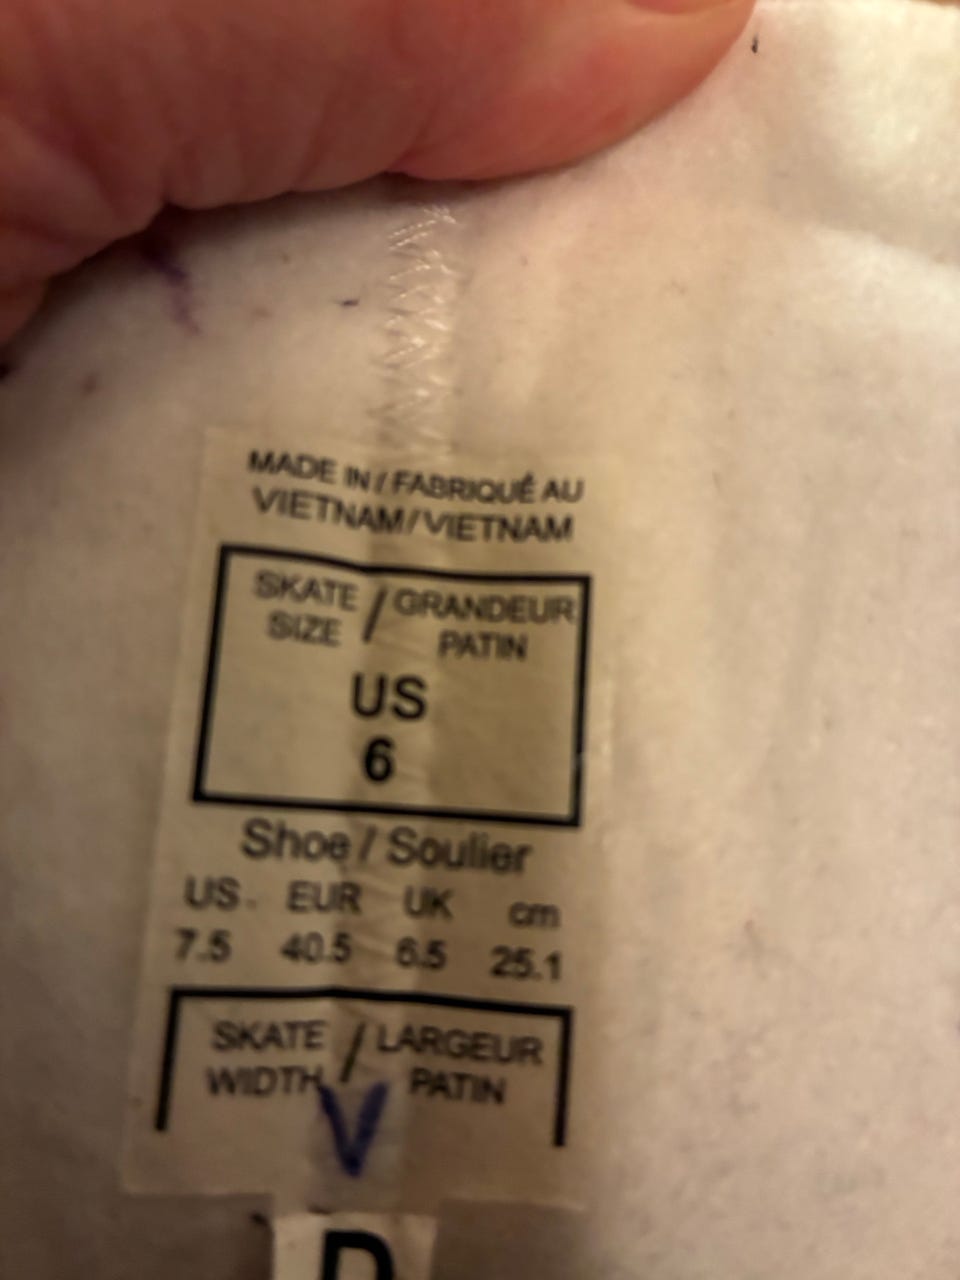 MADE IN / FABRIQUÉ AU
VIETNAM / VIETNAM
SKATE SIZE / GRANDEUR PATIN
US
6
Shoe / Soulier
US EUR UK cm
7.5 40.5 6.5 25.1
SKATE WIDTH / LARGEUR PATIN
V
D